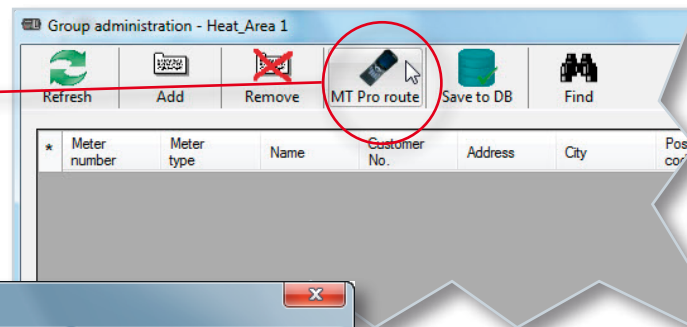 Group administration - Heat_Area 1
Refresh Add Remove MT Pro route Save to DB Find
* Meter number Meter type Name Customer No. Address City